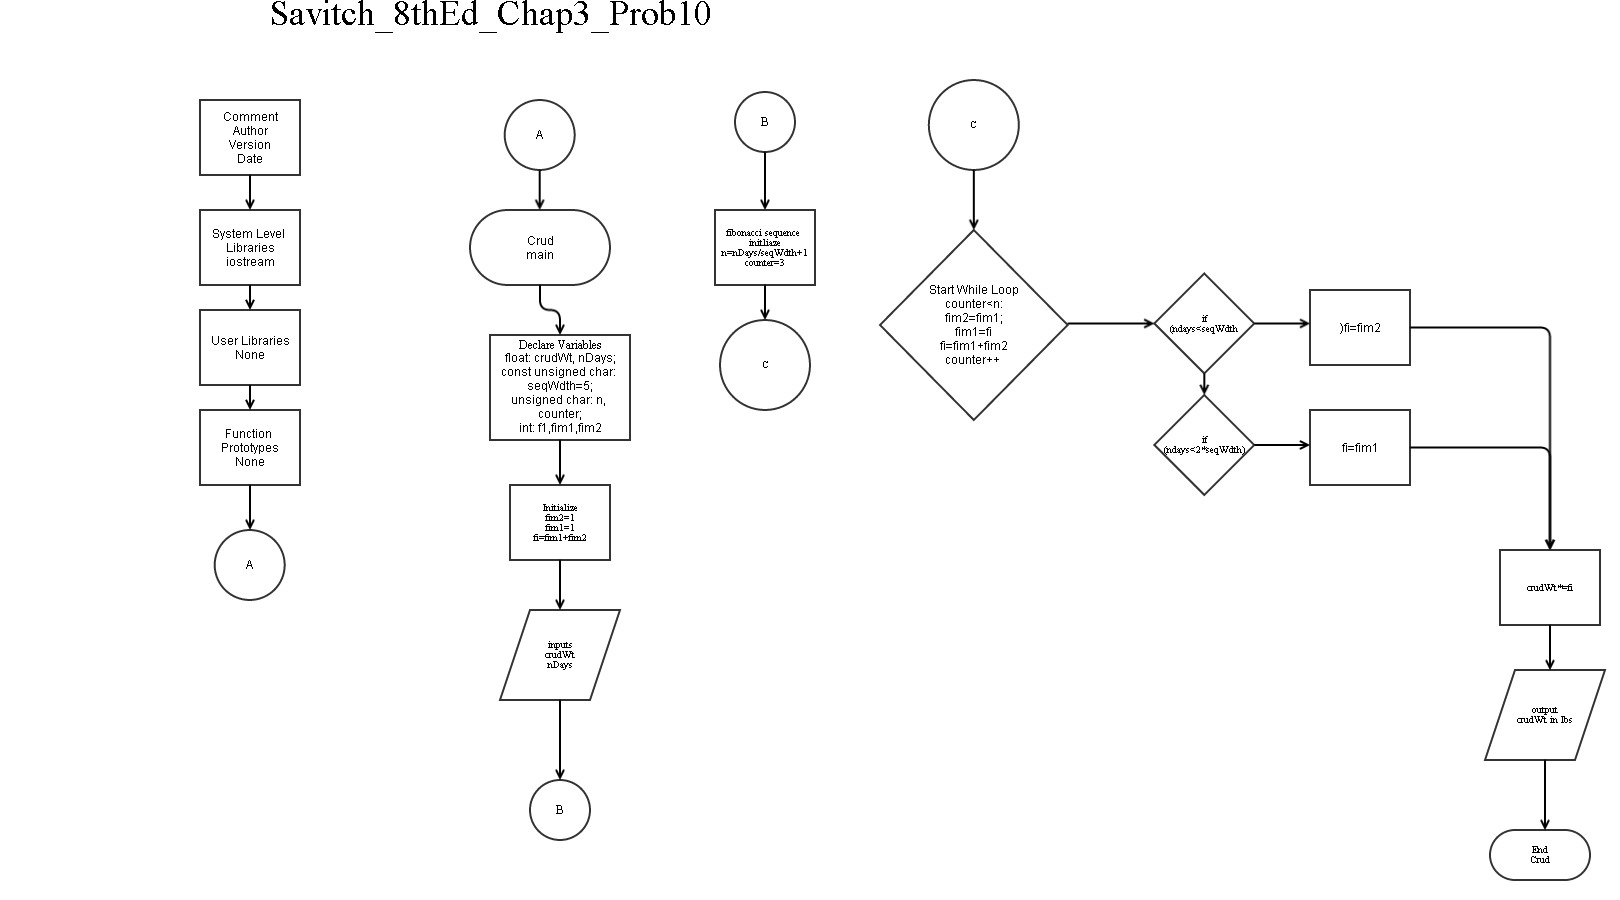 Savitch_8thEd_Chap3_Prob10
Comment
Author
Version
Date
System Level
Libraries
iostream
User Libraries
None
Function
Prototypes
None
A
A
Crud
main
Declare Variables
float: crudWt, nDays;
const unsigned char:
seqWdth=5;
unsigned char: n,
counter;
int: f1,fim1,fim2
Initialize
fim2=1
fim1=1
fi=fim1+fim2
inputs
crudWt
nDays
B
B
fibonacci sequence
initliaze
n=nDays/seqWdth+1
counter=3
C
C
Start While Loop
counter<n:
fim2=fim1;
fim1=fi
fi=fim1+fim2
counter++
if
(ndays<seqWdth
)fi=fim2
if
(ndays<2*seqWdth)
fi=fim1
crudWt*=fi
output
crudWt in lbs
End
Crud